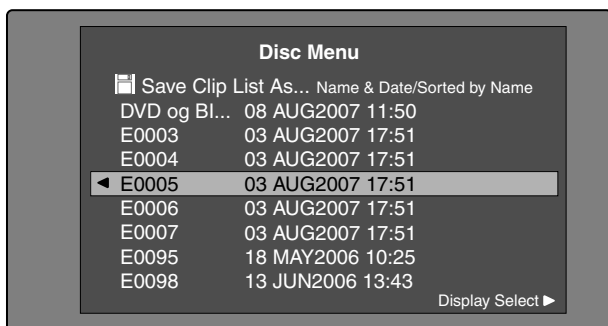 Disc Menu
Save Clip List As... Name & Date/Sorted by Name
DVD og BI... 08 AUG2007 11:50
E0003 03 AUG2007 17:51
E0004 03 AUG2007 17:51
E0005 03 AUG2007 17:51
E0006 03 AUG2007 17:51
E0007 03 AUG2007 17:51
E0095 18 MAY2006 10:25
E0098 13 JUN2006 13:43
Display Select